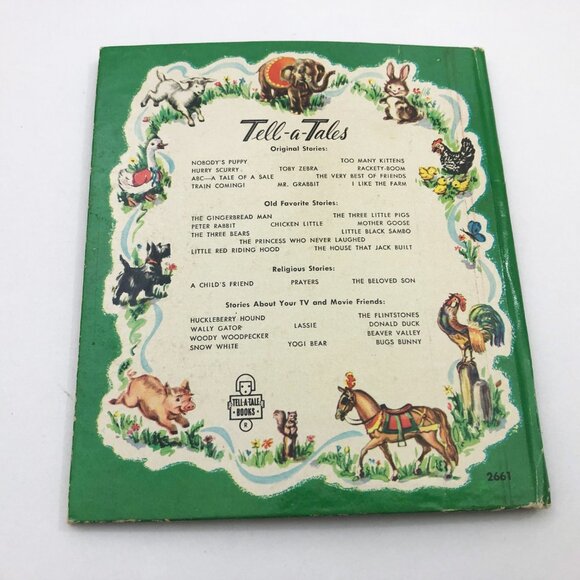 Tell-a-Tales
Original Stories:
NOBODY'S PUPPY TOO MANY KITTENS
HURRY SCURRY TOBY ZEBRA RACKETY-BOOM
ABC—A TALE OF A SALE THE VERY BEST OF FRIENDS
TRAIN COMING! MR. GRABBIT I LIKE THE FARM
Old Favorite Stories:
THE GINGERBREAD MAN THE THREE LITTLE PIGS
PETER RABBIT CHICKEN LITTLE MOTHER GOOSE
THE THREE BEARS LITTLE BLACK SAMBO
THE PRINCESS WHO NEVER LAUGHED
LITTLE RED RIDING HOOD THE HOUSE THAT JACK BUILT
Religious Stories:
A CHILD'S FRIEND PRAYERS THE BELOVED SON
Stories About Your TV and Movie Friends:
HUCKLEBERRY HOUND THE FLINTSTONES
WALLY GATOR LASSIE DONALD DUCK
WOODY WOODPECKER BEAVER VALLEY
SNOW WHITE YOGI BEAR BUGS BUNNY
TELL-A-TALE
BOOKS
®
2661